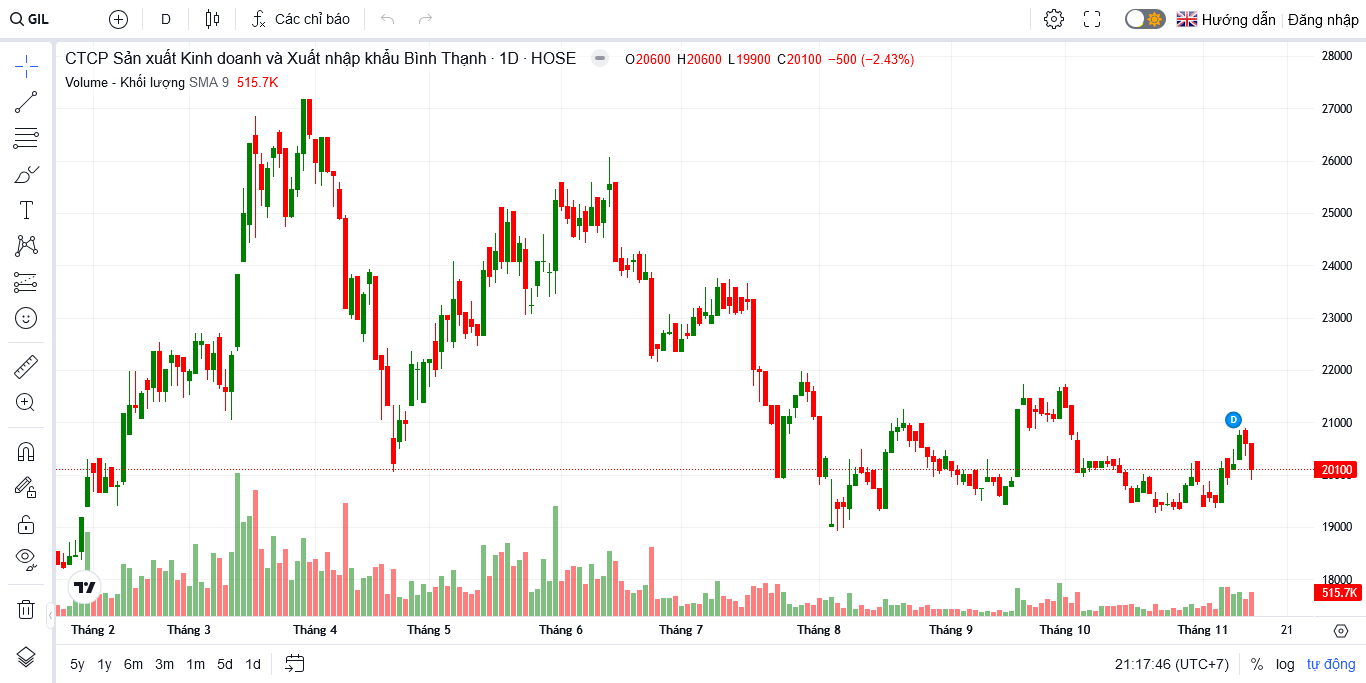 GIL D Các chỉ báo Hướng dẫn Đăng nhập
CTCP Sản xuất Kinh doanh và Xuất nhập khẩu Bình Thạnh · 1D · HOSE O20600 H20600 L19900 C20100 −500 (−2.43%)
Volume - Khối lượng SMA 9 515.7K
28000
27000
26000
25000
24000
23000
22000
21000
D
20100
19000
18000
515.7K
Tháng 2 Tháng 3 Tháng 4 Tháng 5 Tháng 6 Tháng 7 Tháng 8 Tháng 9 Tháng 10 Tháng 11 21
5y 1y 6m 3m 1m 5d 1d 21:17:46 (UTC+7) % log tự động